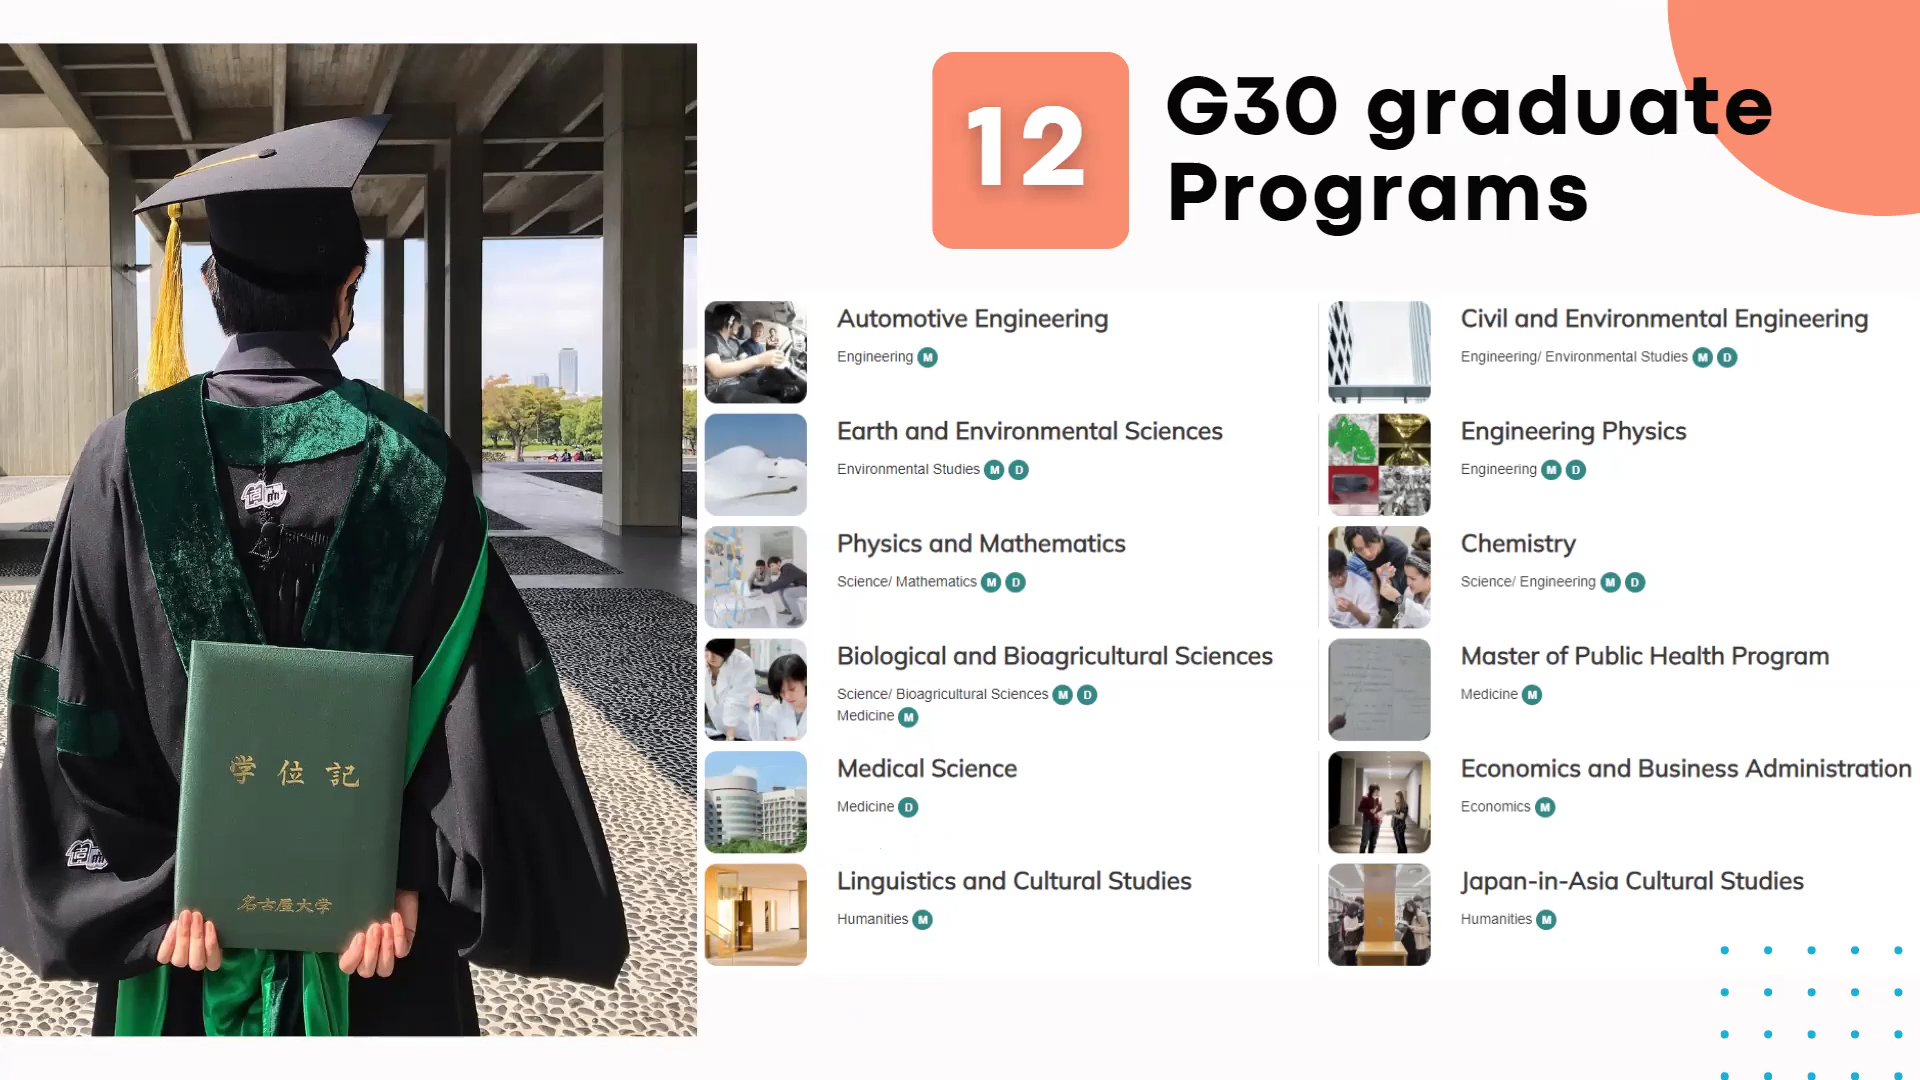 12
G30 graduate
Programs
Automotive Engineering
Engineering M
Civil and Environmental Engineering
Engineering/ Environmental Studies M D
Earth and Environmental Sciences
Environmental Studies M D
Engineering Physics
Engineering M D
Physics and Mathematics
Science/ Mathematics M D
Chemistry
Science/ Engineering M D
Biological and Bioagricultural Sciences
Science/ Bioagricultural Sciences M D
Medicine M
Master of Public Health Program
Medicine M
Medical Science
Medicine D
Economics and Business Administration
Economics M
Linguistics and Cultural Studies
Humanities M
Japan-in-Asia Cultural Studies
Humanities M
学位記
名古屋大学